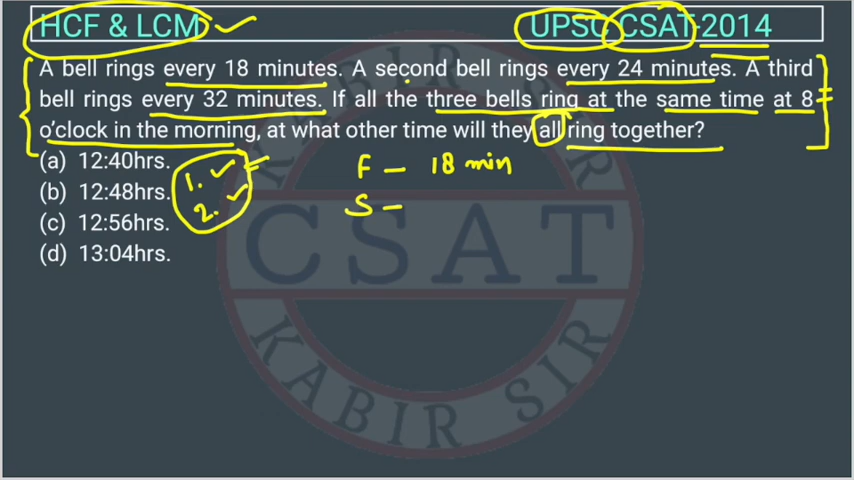 HCF & LCM
UPSC CSAT-2014
A bell rings every 18 minutes. A second bell rings every 24 minutes. A third
bell rings every 32 minutes. If all the three bells ring at the same time at 8
o'clock in the morning, at what other time will they all ring together?
(a) 12:40hrs.
(b) 12:48hrs.
(c) 12:56hrs.
(d) 13:04hrs.
1.
2.
F – 18 min
S –
KABIR SIR
CSAT
KABIR SIR